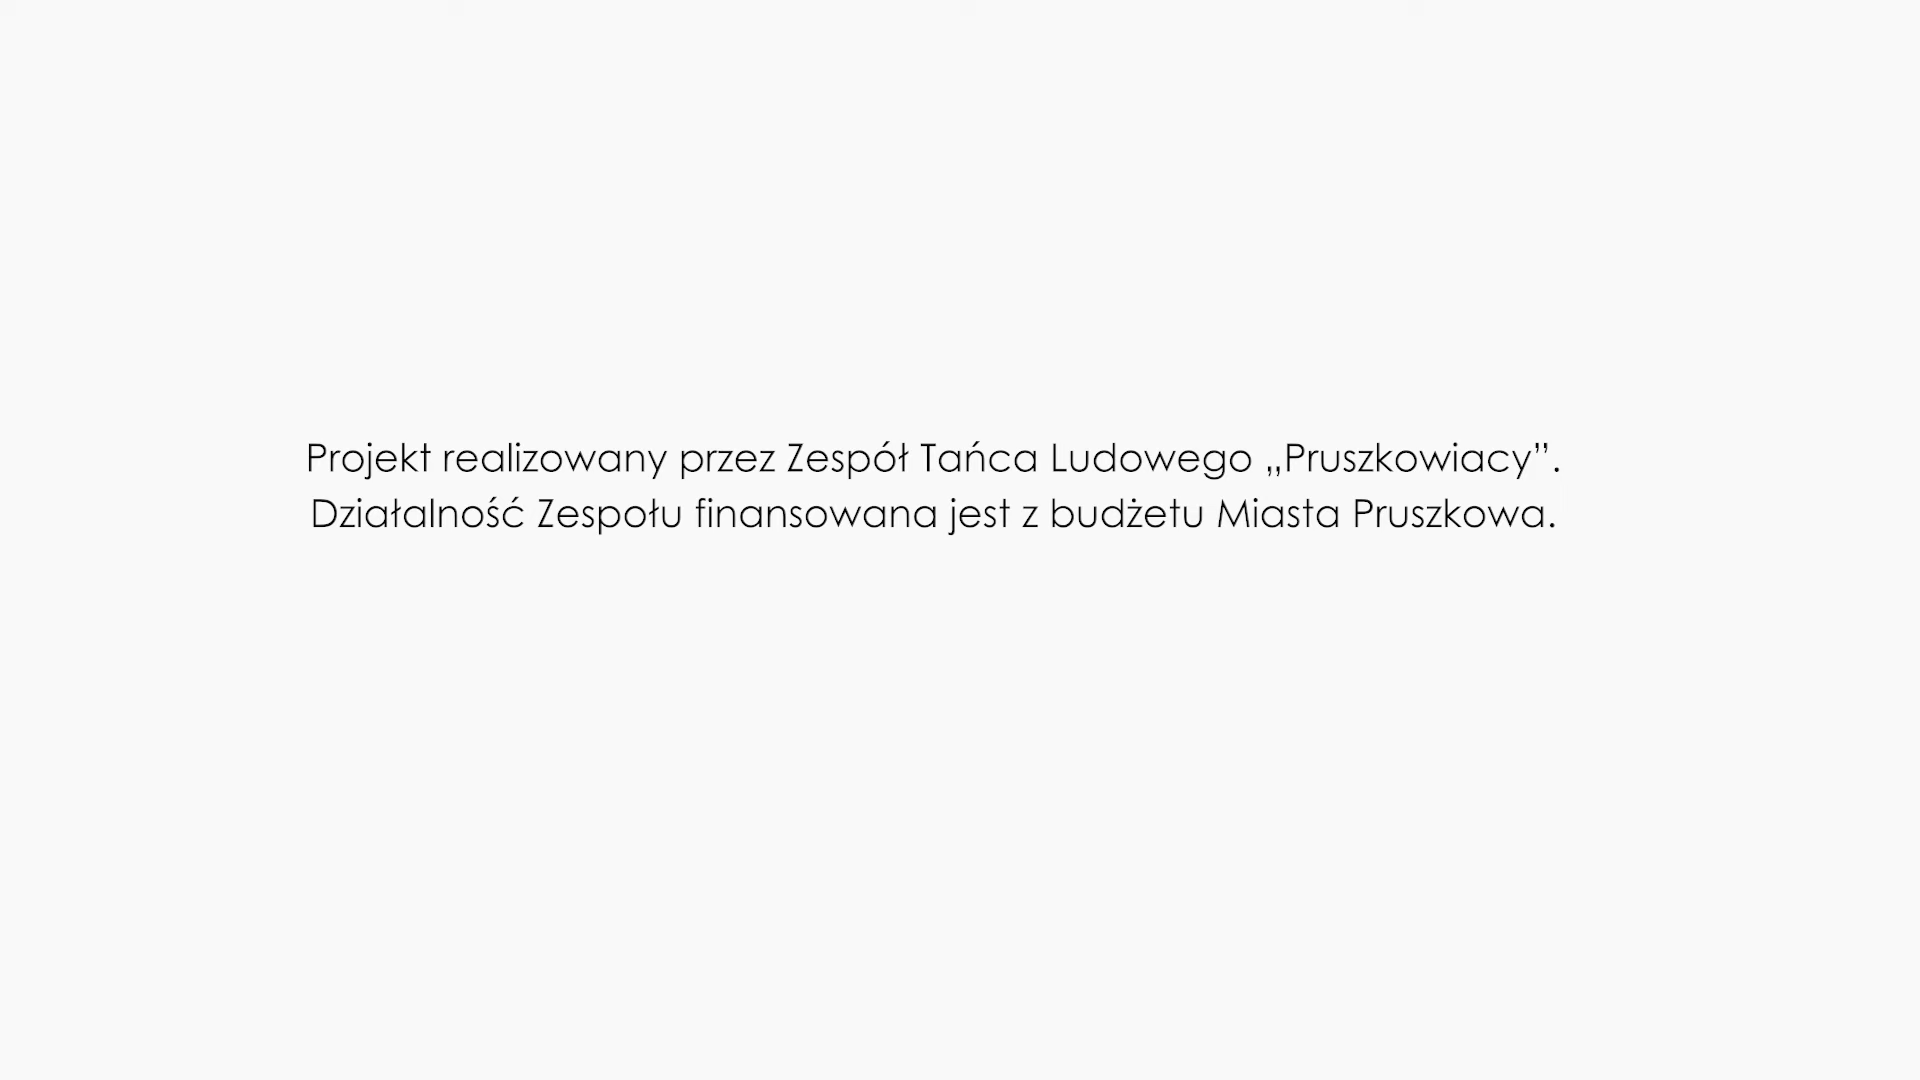 Projekt realizowany przez Zespół Tańca Ludowego „Pruszkowiacy”.
Działalność Zespołu finansowana jest z budżetu Miasta Pruszkowa.